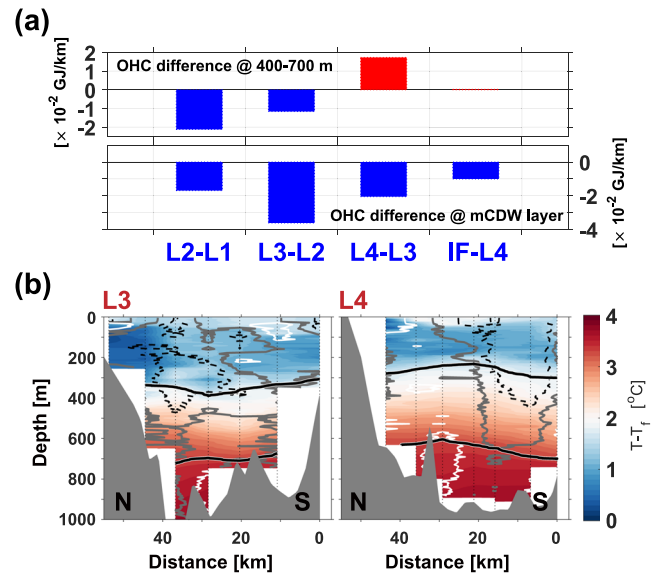 (a)
2
1
0
-1
-2
[× 10⁻² GJ/km]
OHC difference @ 400-700 m
0
-2
-4
[× 10⁻² GJ/km]
OHC difference @ mCDW layer
L2-L1 L3-L2 L4-L3 IF-L4
(b)
L3 L4
0
200
400
600
800
1000
Depth [m]
N S N S
40 20 0 40 20 0
Distance [km] Distance [km]
4
3
2
1
0
T-Tf [°C]